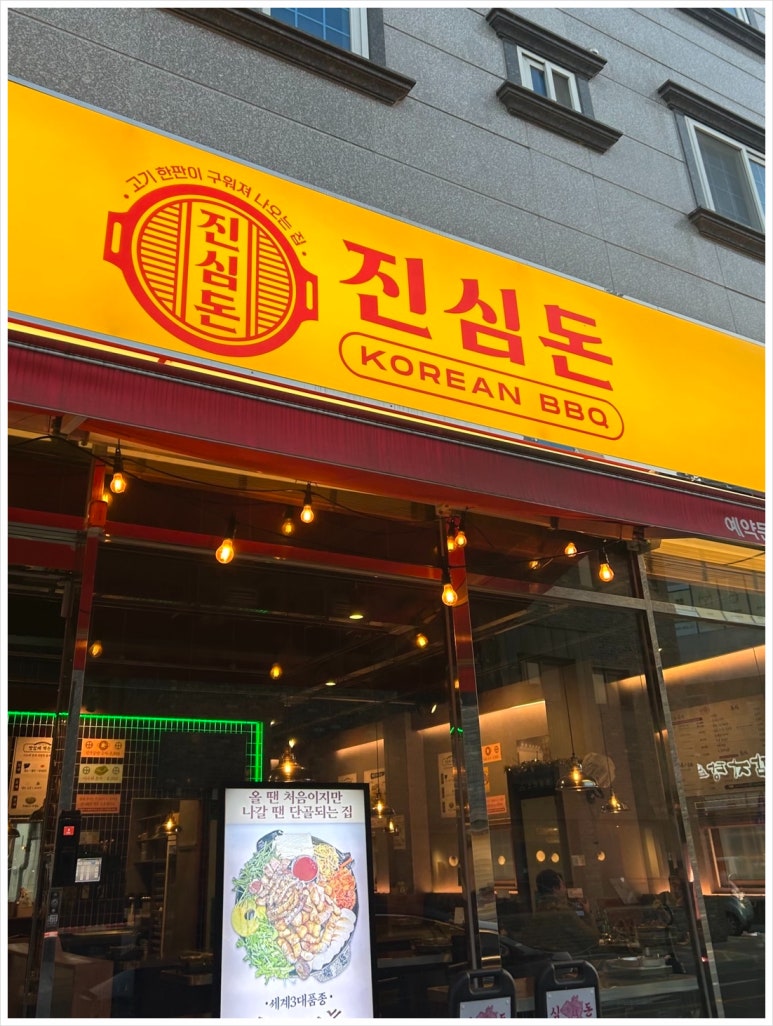 고기 한판이 구워져 나오는 집
진심돈
진심돈
KOREAN BBQ
올 땐 처음이지만
나갈 땐 단골되는 집
·세계3대품종·